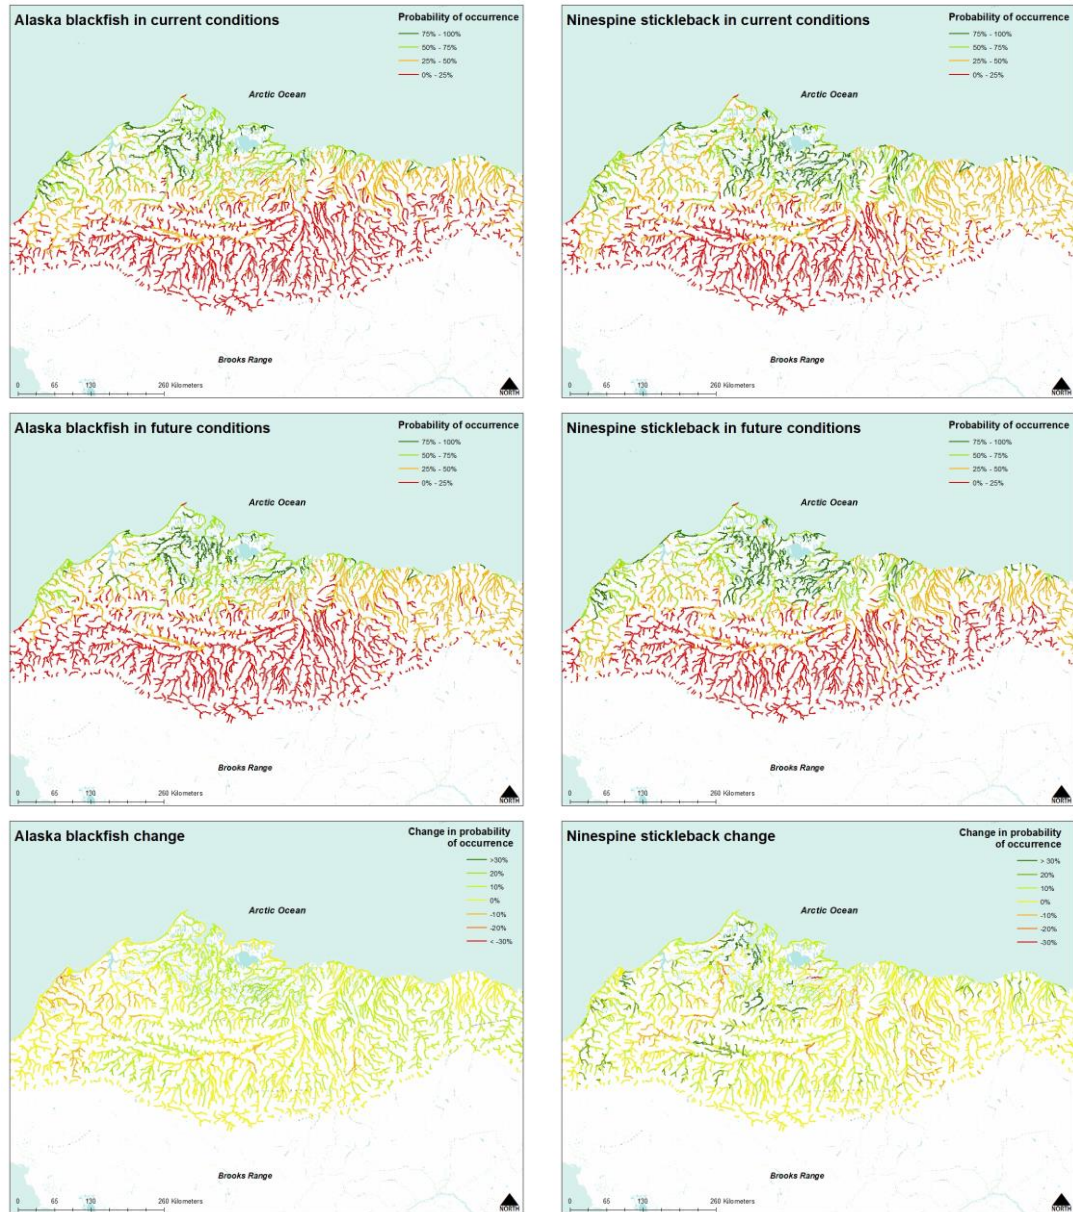 Alaska blackfish in current conditions
Probability of occurrence
75% - 100%
50% - 75%
25% - 50%
0% - 25%
Arctic Ocean
Brooks Range
0 65 130 260 Kilometers
NORTH
Ninespine stickleback in current conditions
Probability of occurrence
75% - 100%
50% - 75%
25% - 50%
0% - 25%
Arctic Ocean
Brooks Range
0 65 130 260 Kilometers
NORTH
Alaska blackfish in future conditions
Probability of occurrence
75% - 100%
50% - 75%
25% - 50%
0% - 25%
Arctic Ocean
Brooks Range
0 65 130 260 Kilometers
NORTH
Ninespine stickleback in future conditions
Probability of occurrence
75% - 100%
50% - 75%
25% - 50%
0% - 25%
Arctic Ocean
Brooks Range
0 65 130 260 Kilometers
NORTH
Alaska blackfish change
Change in probability
of occurrence
>30%
20%
10%
0%
-10%
-20%
< -30%
Arctic Ocean
Brooks Range
0 65 130 260 Kilometers
NORTH
Ninespine stickleback change
Change in probability
of occurrence
> 30%
20%
10%
0%
-10%
-20%
-30%
Arctic Ocean
Brooks Range
0 65 130 260 Kilometers
NORTH